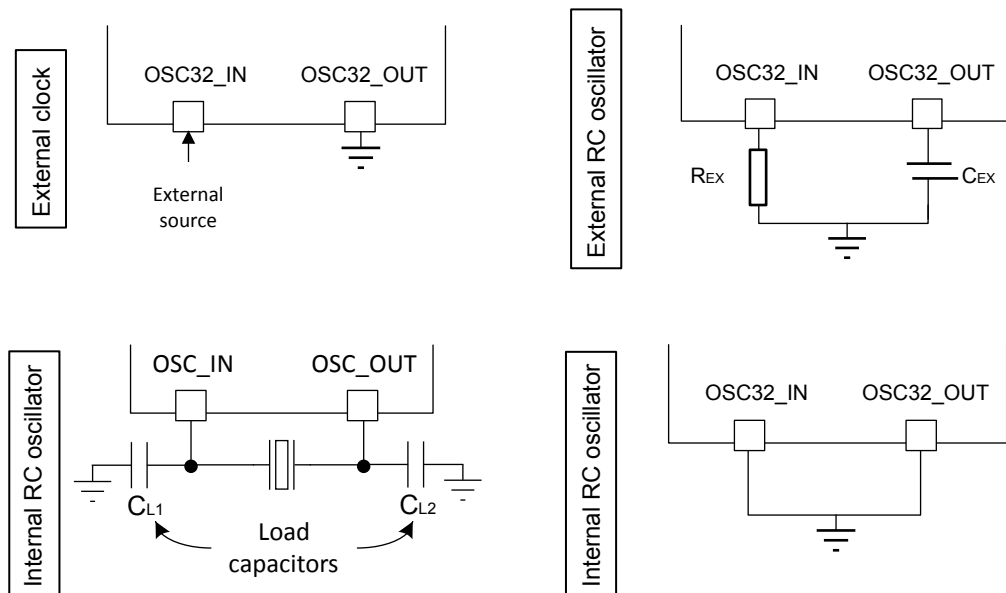 External clock
OSC32_IN
OSC32_OUT
External
source
External RC oscillator
OSC32_IN
OSC32_OUT
REX
CEX
Internal RC oscillator
OSC_IN
OSC_OUT
CL1
CL2
Load
capacitors
Internal RC oscillator
OSC32_IN
OSC32_OUT